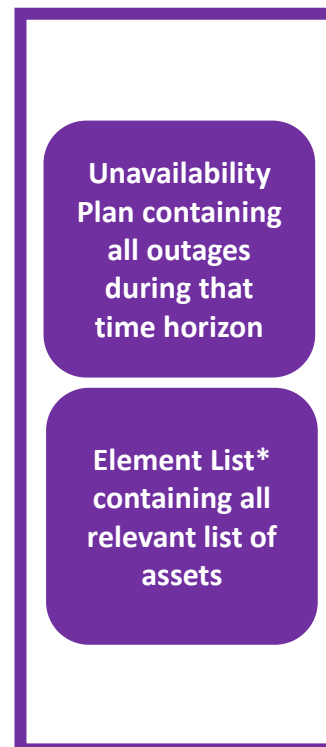 Unavailability
Plan containing
all outages
during that
time horizon
Element List*
containing all
relevant list of
assets